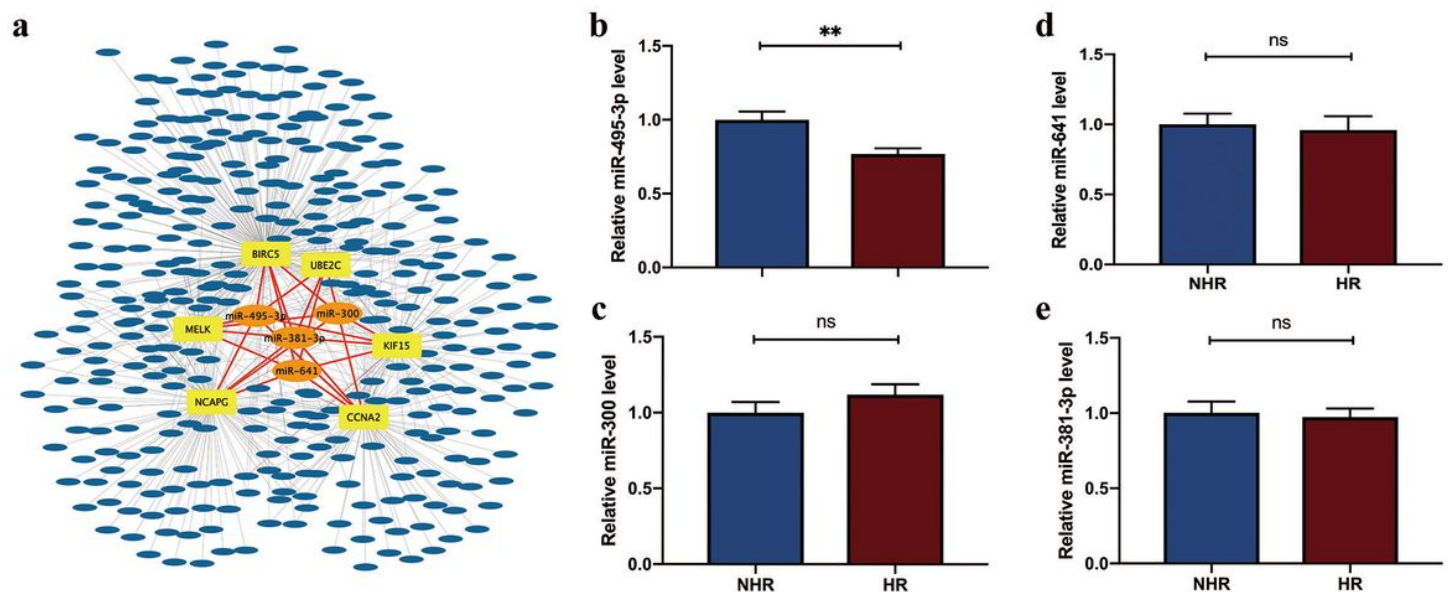 a
BIRC5
UBE2C
miR-495-3p
miR-300
MELK
miR-381-3p
KIF15
miR-641
NCAPG
CCNA2
b
Relative miR-495-3p level
1.5
1.0
0.5
0.0
**
c
Relative miR-300 level
1.5
1.0
0.5
0.0
ns
NHR
HR
d
Relative miR-641 level
1.5
1.0
0.5
0.0
ns
NHR
HR
e
Relative miR-381-3p level
1.5
1.0
0.5
0.0
ns
NHR
HR